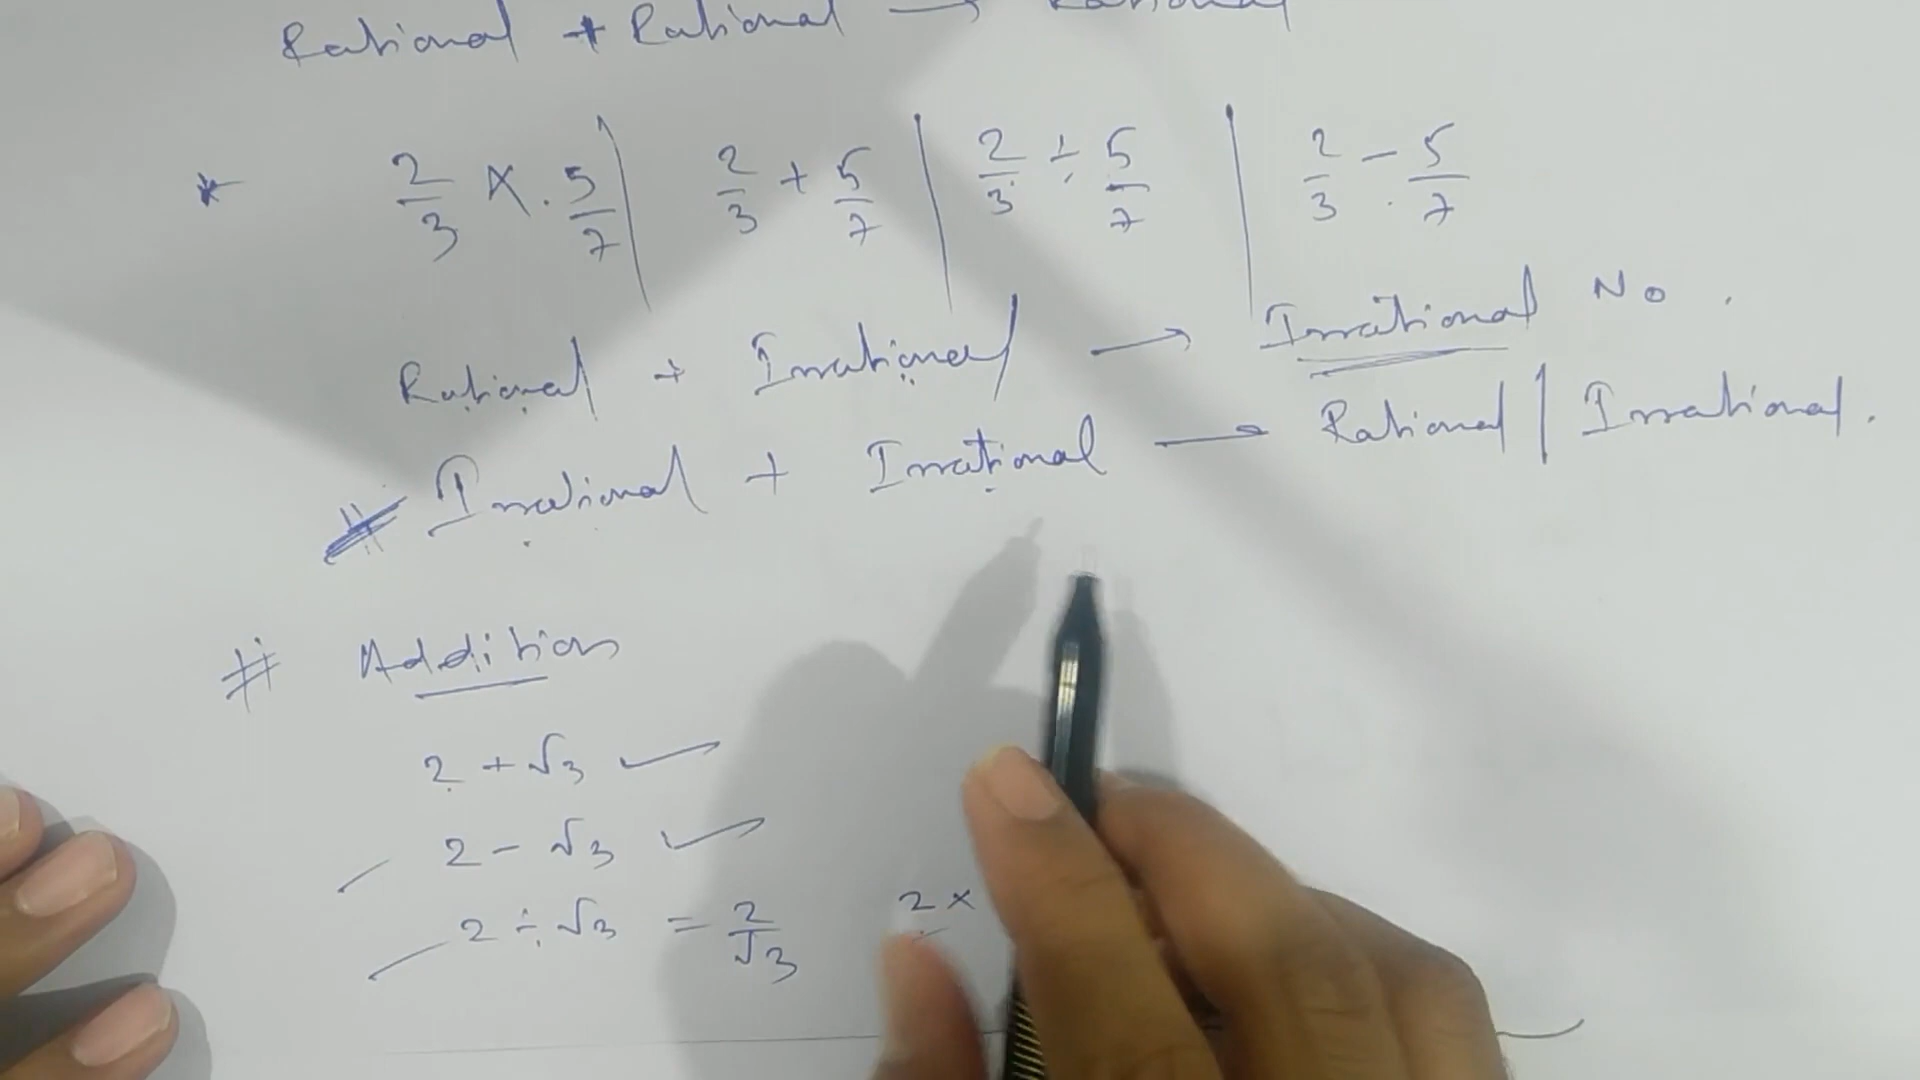 Rational + Rational → Rational
* 2/3 × . 5/7 | 2/3 + 5/7 | 2/3 ÷ 5/7 | 2/3 - 5/7
Rational + Irrational → Irrational No.
# Irrational + Irrational → Rational | Irrational.
# Addition
2 + √3 ✓
2 - √3 ✓
2 ÷ √3 = 2/√3 2 ×